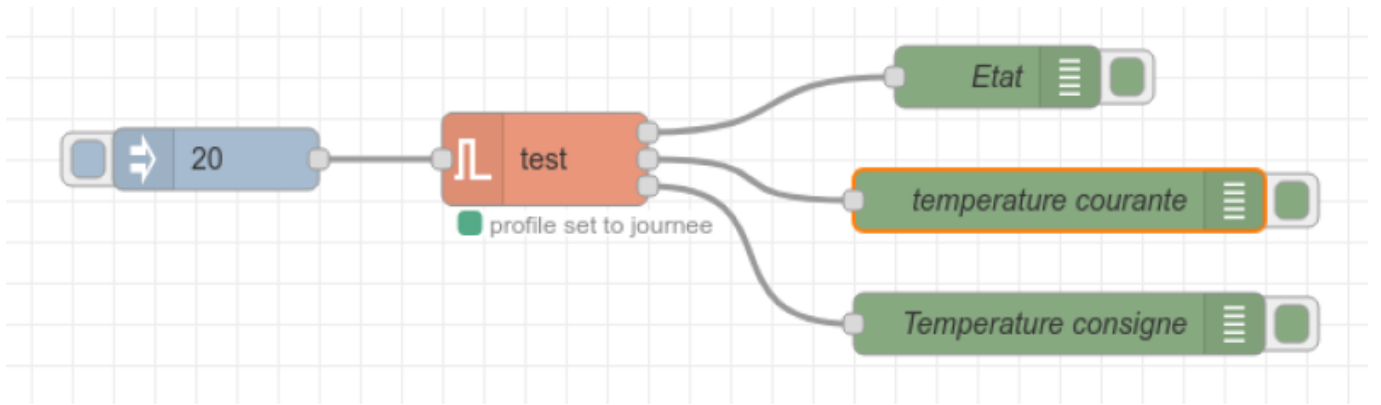 Etat
20
test
temperature courante
profile set to journee
Temperature consigne